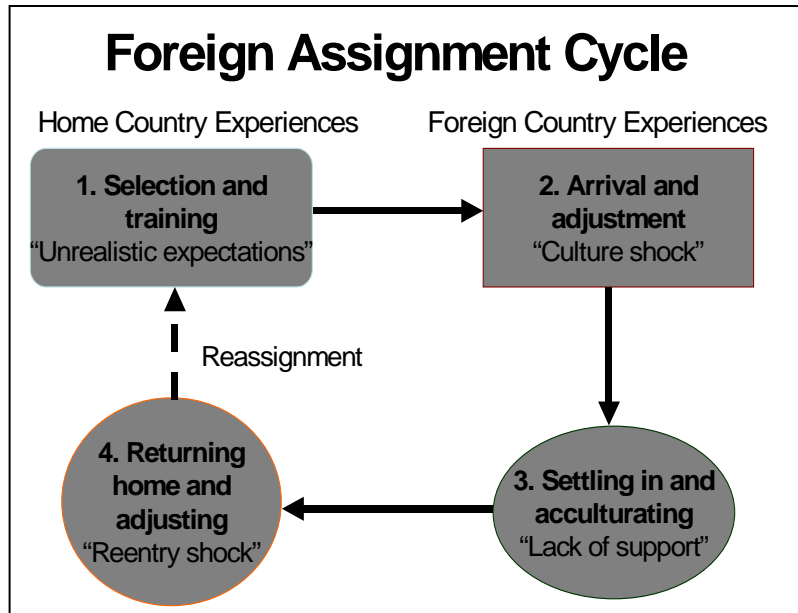 Foreign Assignment Cycle
Home Country Experiences
Foreign Country Experiences
1. Selection and
training
“Unrealistic expectations”
2. Arrival and
adjustment
“Culture shock”
Reassignment
4. Returning
home and
adjusting
“Reentry shock”
3. Settling in and
acculturating
“Lack of support”